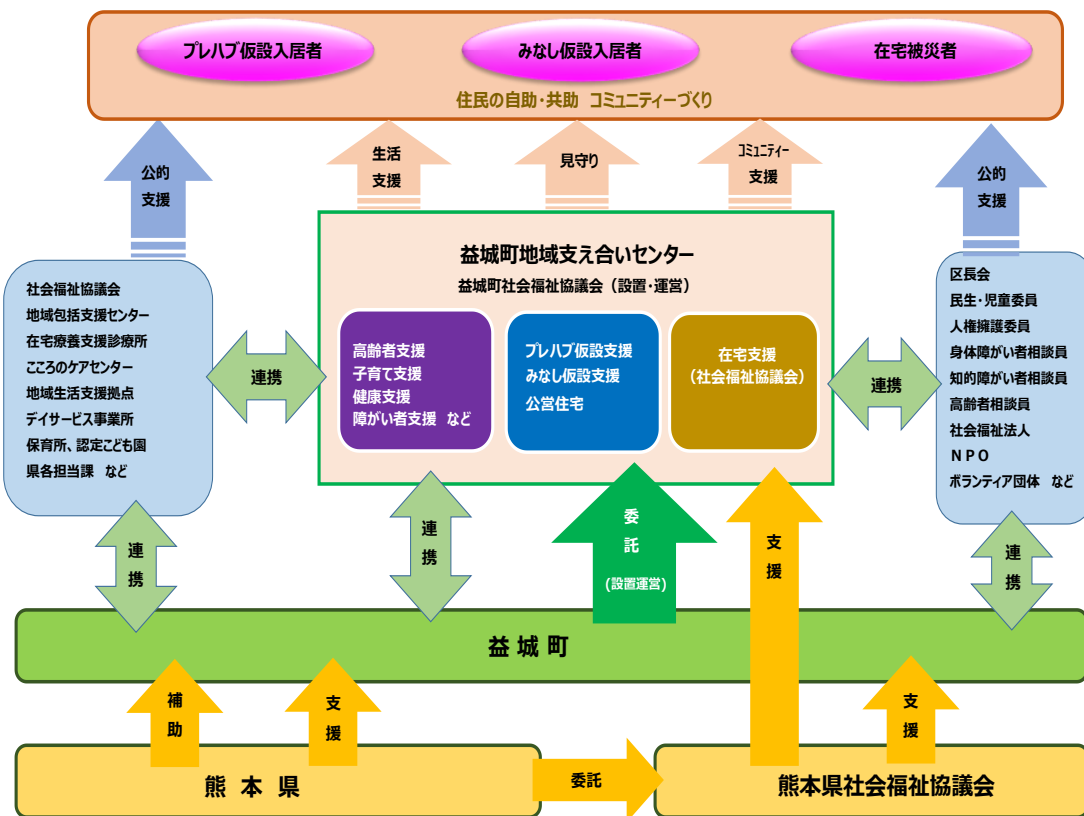 プレハブ仮設入居者
みなし仮設入居者
在宅被災者
住民の自助・共助 コミュニティーづくり
公的
支援
生活
支援
見守り
コミュニティー
支援
公的
支援
社会福祉協議会
地域包括支援センター
在宅療養支援診療所
こころのケアセンター
地域生活支援拠点
デイサービス事業所
保育所、認定こども園
県各担当課 など
連携
益城町地域支え合いセンター
益城町社会福祉協議会（設置・運営）
高齢者支援
子育て支援
健康支援
障がい者支援 など
プレハブ仮設支援
みなし仮設支援
公営住宅
在宅支援
（社会福祉協議会）
連携
区長会
民生・児童委員
人権擁護委員
身体障がい者相談員
知的障がい者相談員
高齢者相談員
社会福祉法人
ＮＰＯ
ボランティア団体 など
連携
連携
委託
(設置運営)
支援
連携
益城町
補助
支援
支援
熊本県
委託
熊本県社会福祉協議会